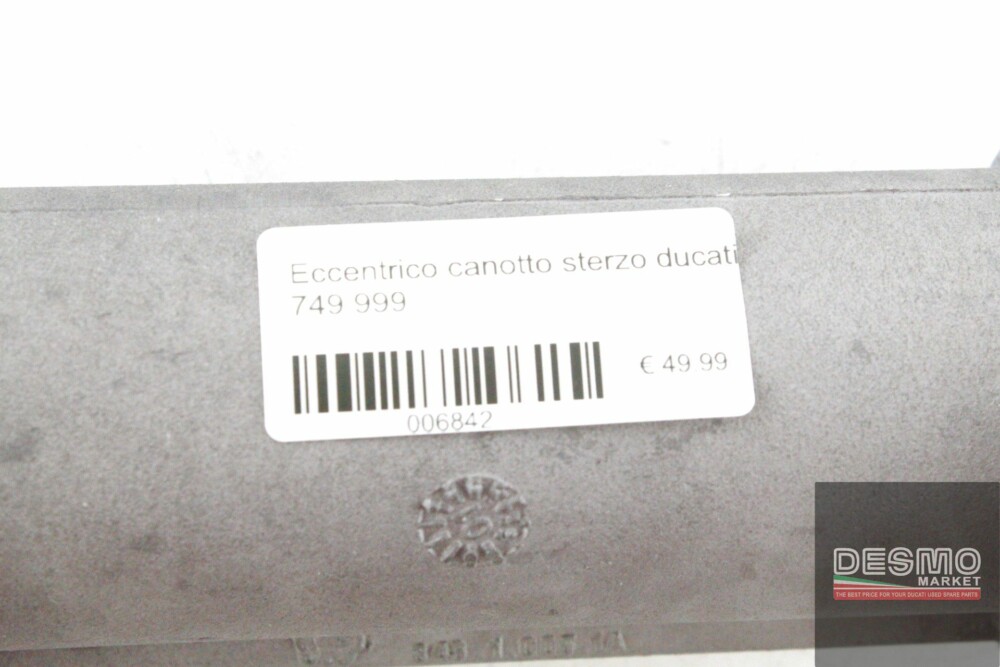 Eccentrico canotto sterzo ducati
749 999
€ 49.99
006842
DESMO
MARKET
THE BEST PRICE FOR YOUR DUCATI USED SPARE PARTS